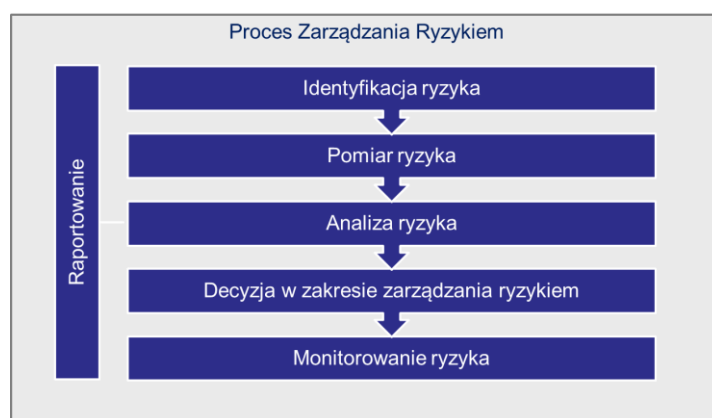 Proces Zarządzania Ryzykiem
Raportowanie
Identyfikacja ryzyka
Pomiar ryzyka
Analiza ryzyka
Decyzja w zakresie zarządzania ryzykiem
Monitorowanie ryzyka